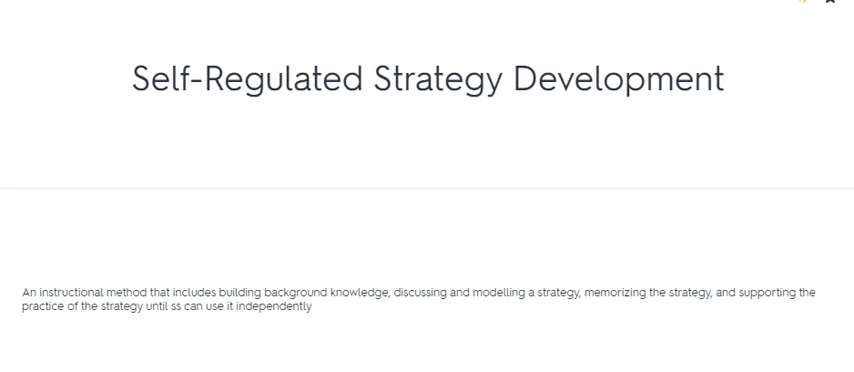 Self-Regulated Strategy Development
An instructional method that includes building background knowledge, discussing and modelling a strategy, memorizing the strategy, and supporting the
practice of the strategy until ss can use it independently